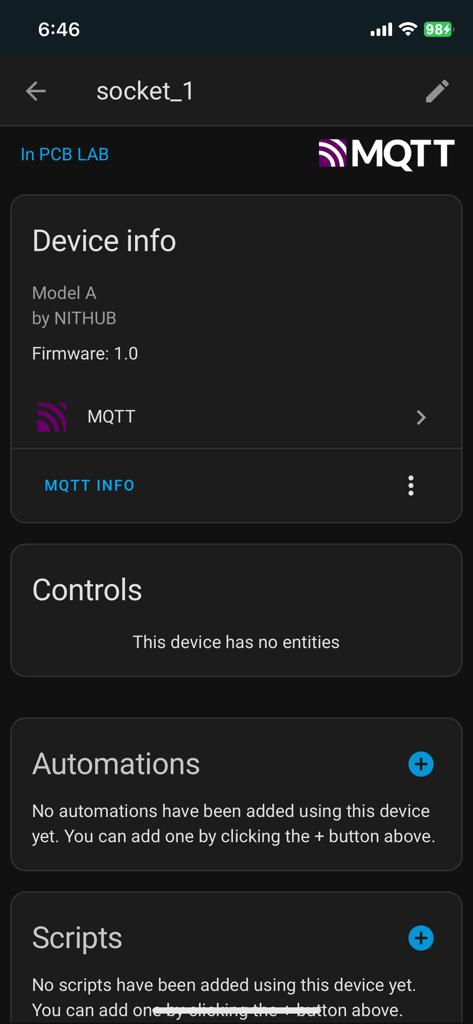 6:46
98
socket_1
In PCB LAB
MQTT
Device info
Model A
by NITHUB
Firmware: 1.0
MQTT
MQTT INFO
Controls
This device has no entities
Automations
No automations have been added using this device
yet. You can add one by clicking the + button above.
Scripts
No scripts have been added using this device yet.
You can add one by clicking the + button above.